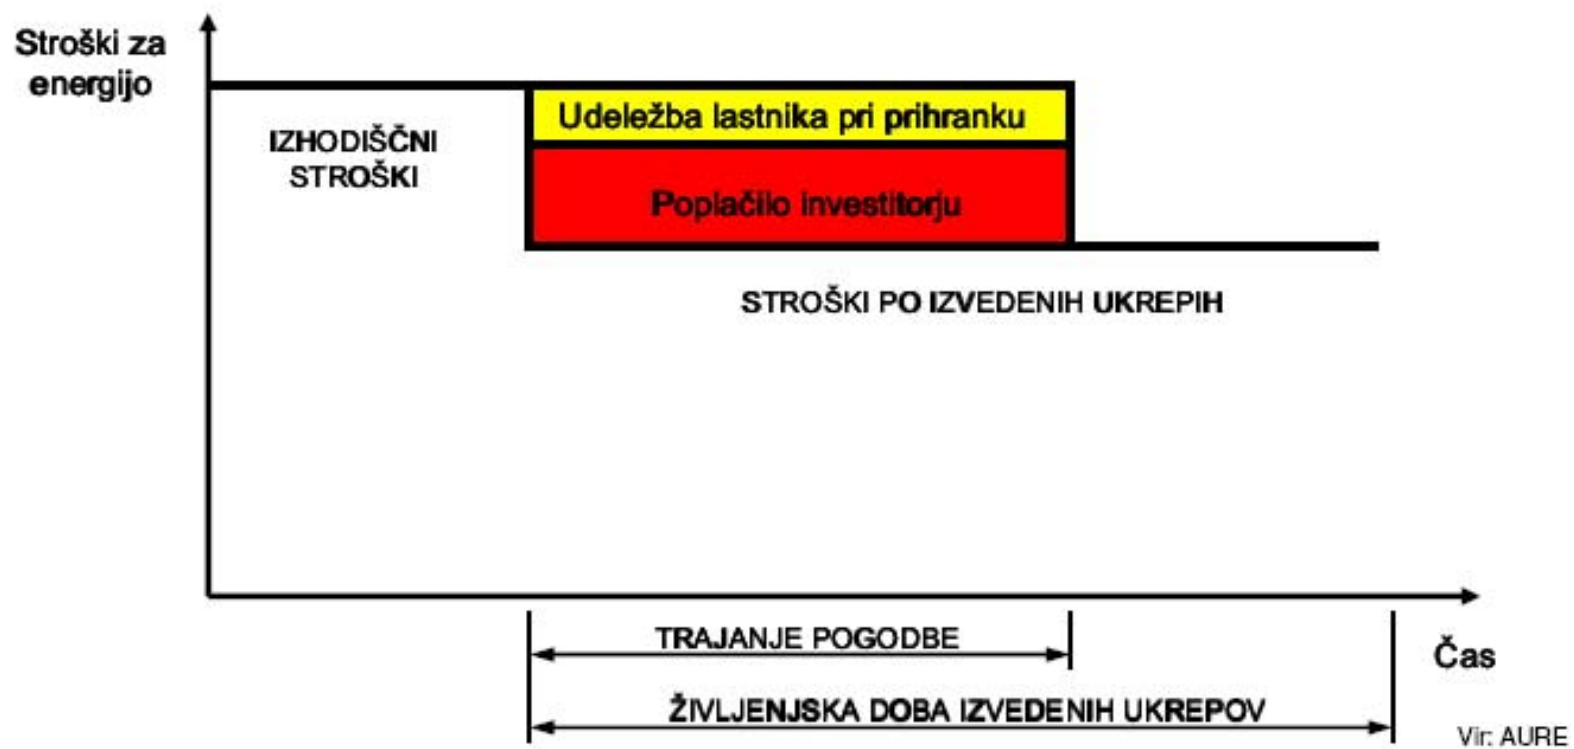 Stroški za
energijo
IZHODIŠČNI
STROŠKI
Udeležba lastnika pri prihranku
Poplačilo investitorju
STROŠKI PO IZVEDENIH UKREPIH
TRAJANJE POGODBE
Čas
ŽIVLJENJSKA DOBA IZVEDENIH UKREPOV
Vir: AURE